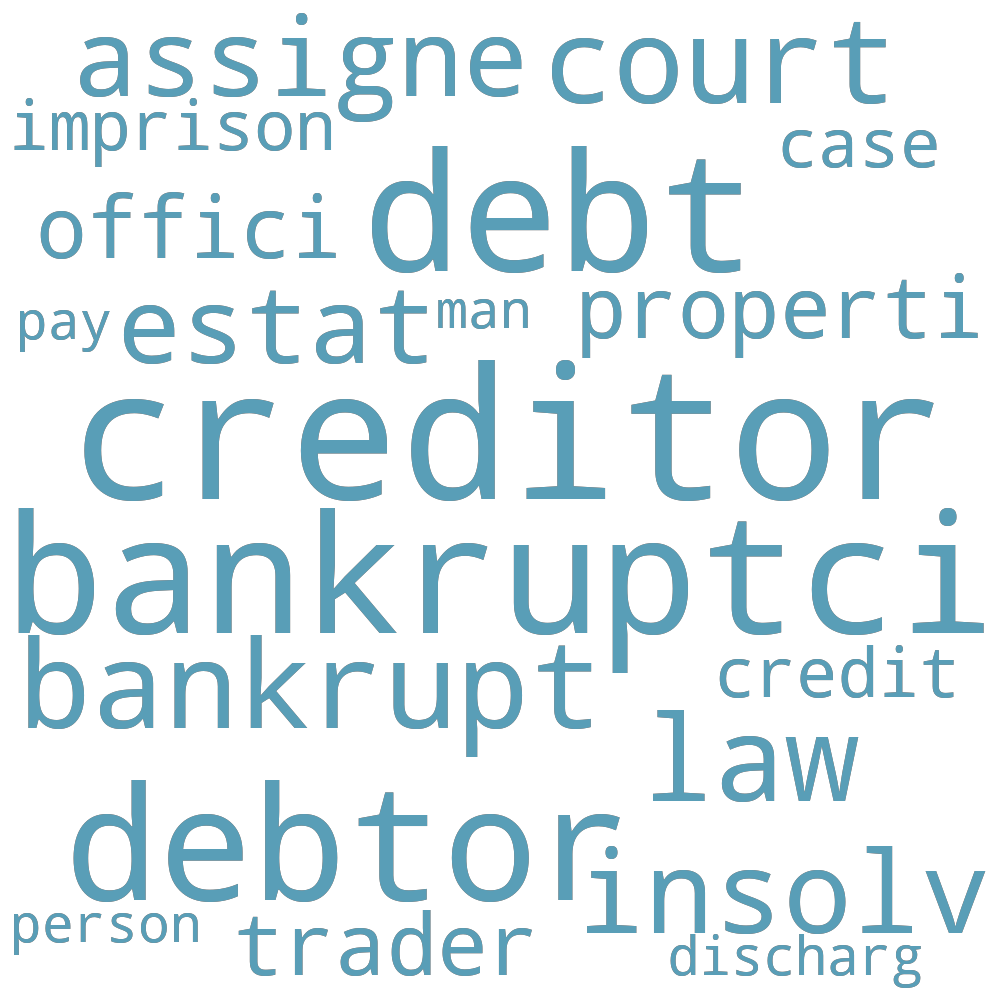 assigne court
imprison case
offici debt
pay estat man properti
creditor
bankruptci
bankrupt credit
law
debtor insolv
person trader discharg